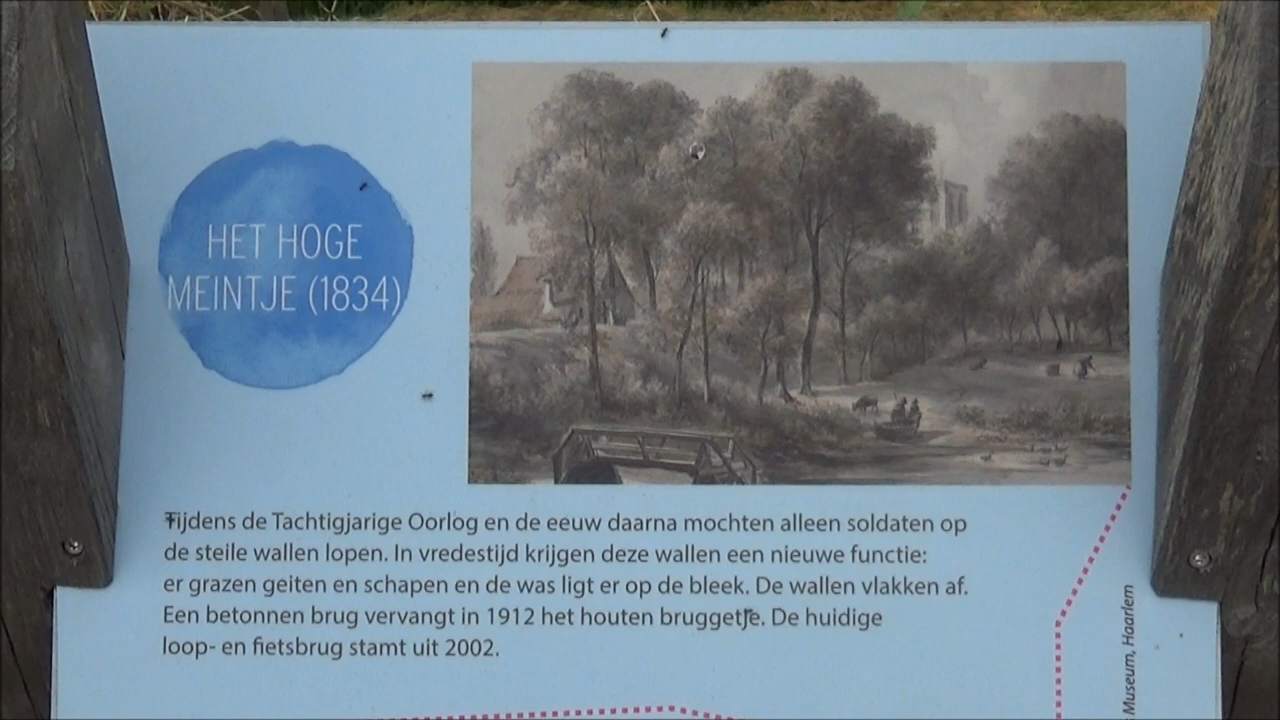 HET HOGE
MEINTJE (1834)
Tijdens de Tachtigjarige Oorlog en de eeuw daarna mochten alleen soldaten op
de steile wallen lopen. In vredestijd krijgen deze wallen een nieuwe functie:
er grazen geiten en schapen en de was ligt er op de bleek. De wallen vlakken af.
Een betonnen brug vervangt in 1912 het houten bruggetje. De huidige
loop- en fietsbrug stamt uit 2002.
Museum, Haarlem